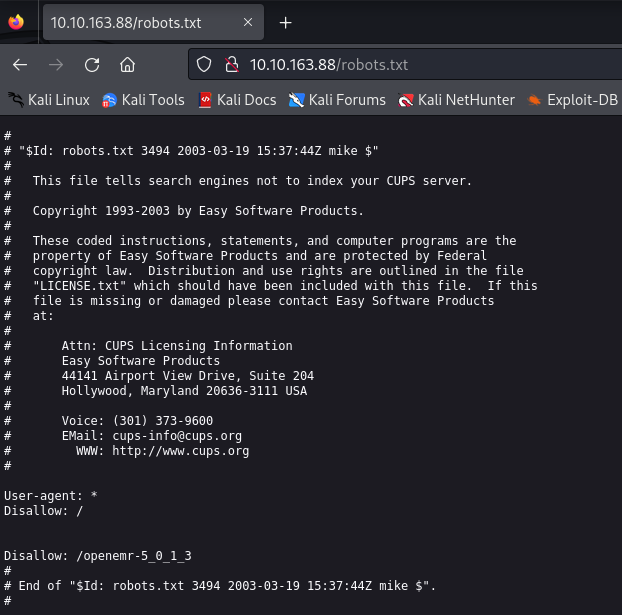 10.10.163.88/robots.txt
10.10.163.88/robots.txt
Kali Linux Kali Tools Kali Docs Kali Forums Kali NetHunter Exploit-DB
#
# "$Id: robots.txt 3494 2003-03-19 15:37:44Z mike $"
#
#   This file tells search engines not to index your CUPS server.
#
#   Copyright 1993-2003 by Easy Software Products.
#
#   These coded instructions, statements, and computer programs are the
#   property of Easy Software Products and are protected by Federal
#   copyright law.  Distribution and use rights are outlined in the file
#   "LICENSE.txt" which should have been included with this file.  If this
#   file is missing or damaged please contact Easy Software Products
#   at:
#
#       Attn: CUPS Licensing Information
#       Easy Software Products
#       44141 Airport View Drive, Suite 204
#       Hollywood, Maryland 20636-3111 USA
#
#       Voice: (301) 373-9600
#       EMail: cups-info@cups.org
#         WWW: http://www.cups.org
#
User-agent: *
Disallow: /
Disallow: /openemr-5_0_1_3
#
# End of "$Id: robots.txt 3494 2003-03-19 15:37:44Z mike $".
#